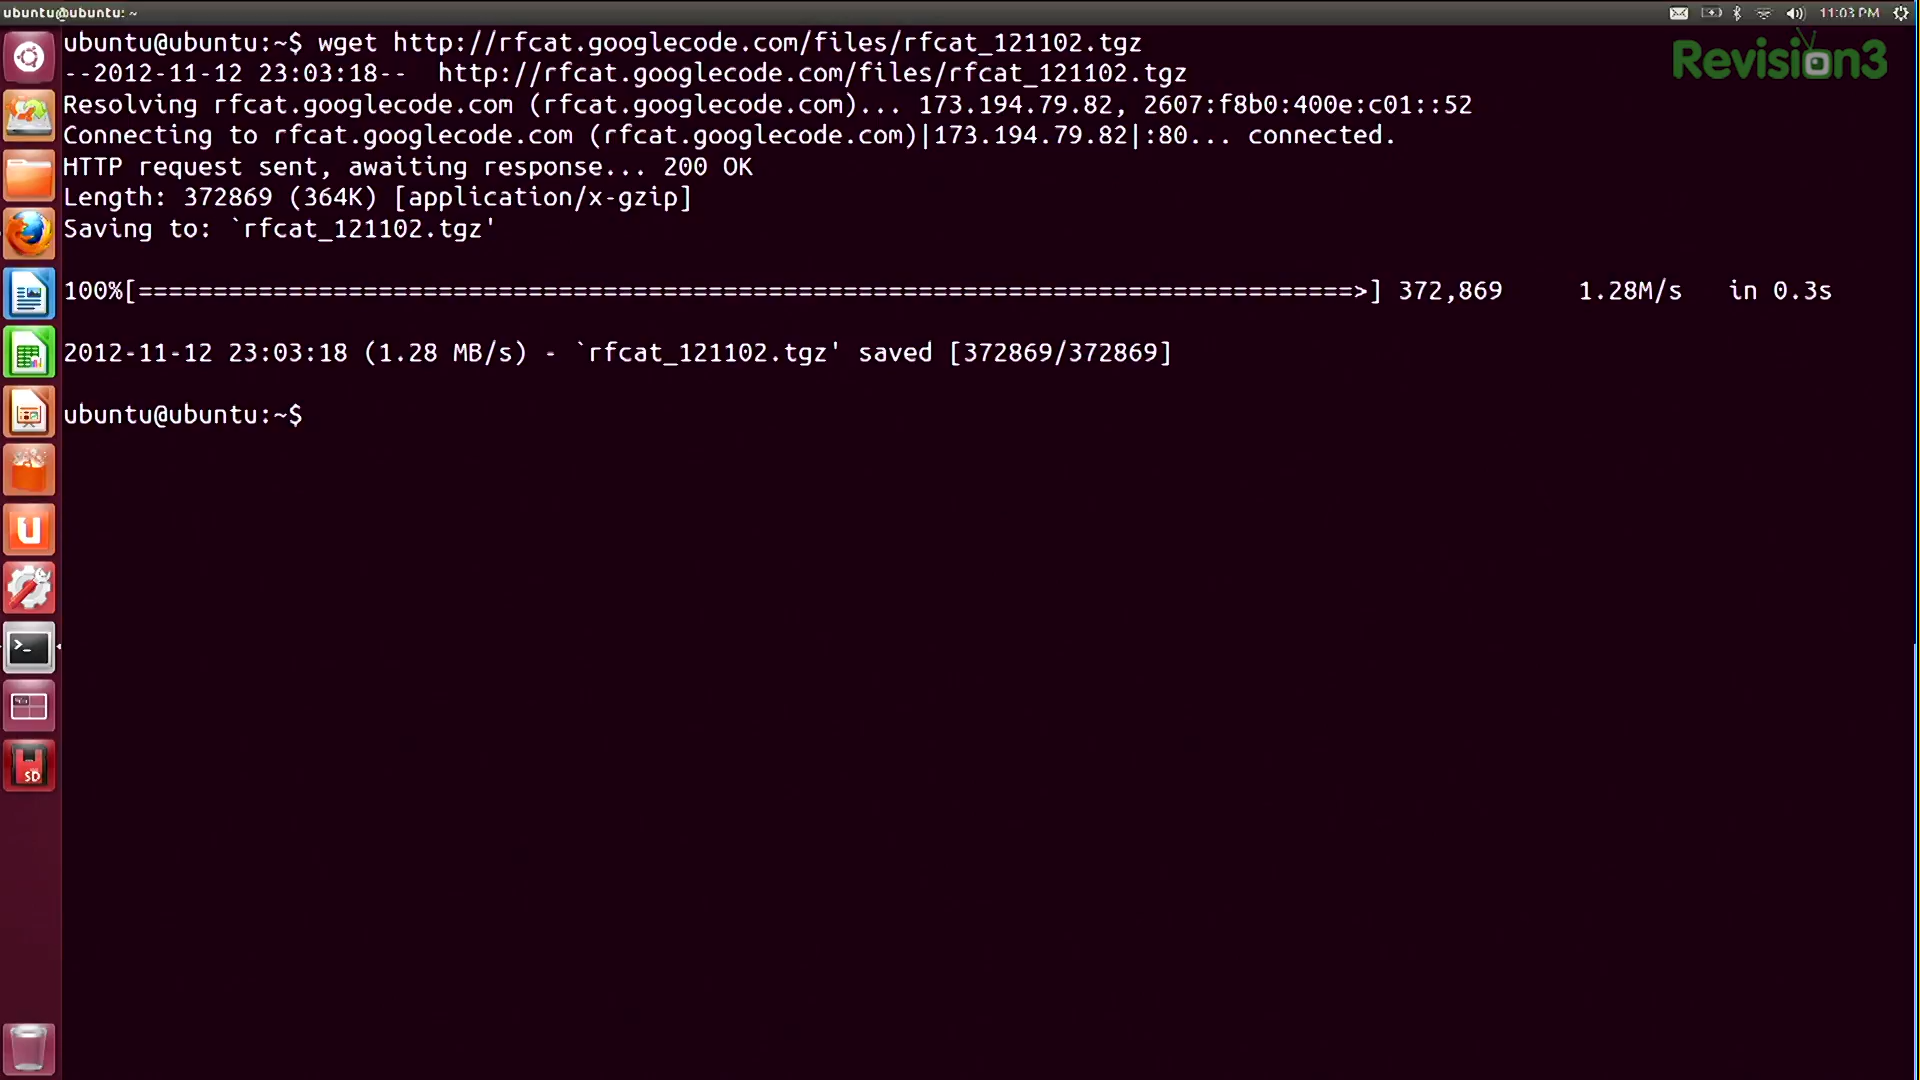 ubuntu@ubuntu: ~
11:03 PM
Revision3
ubuntu@ubuntu:~$ wget http://rfcat.googlecode.com/files/rfcat_121102.tgz
--2012-11-12 23:03:18--  http://rfcat.googlecode.com/files/rfcat_121102.tgz
Resolving rfcat.googlecode.com (rfcat.googlecode.com)... 173.194.79.82, 2607:f8b0:400e:c01::52
Connecting to rfcat.googlecode.com (rfcat.googlecode.com)|173.194.79.82|:80... connected.
HTTP request sent, awaiting response... 200 OK
Length: 372869 (364K) [application/x-gzip]
Saving to: `rfcat_121102.tgz'
100%[=================================================================================>] 372,869     1.28M/s   in 0.3s
2012-11-12 23:03:18 (1.28 MB/s) - `rfcat_121102.tgz' saved [372869/372869]
ubuntu@ubuntu:~$
SD